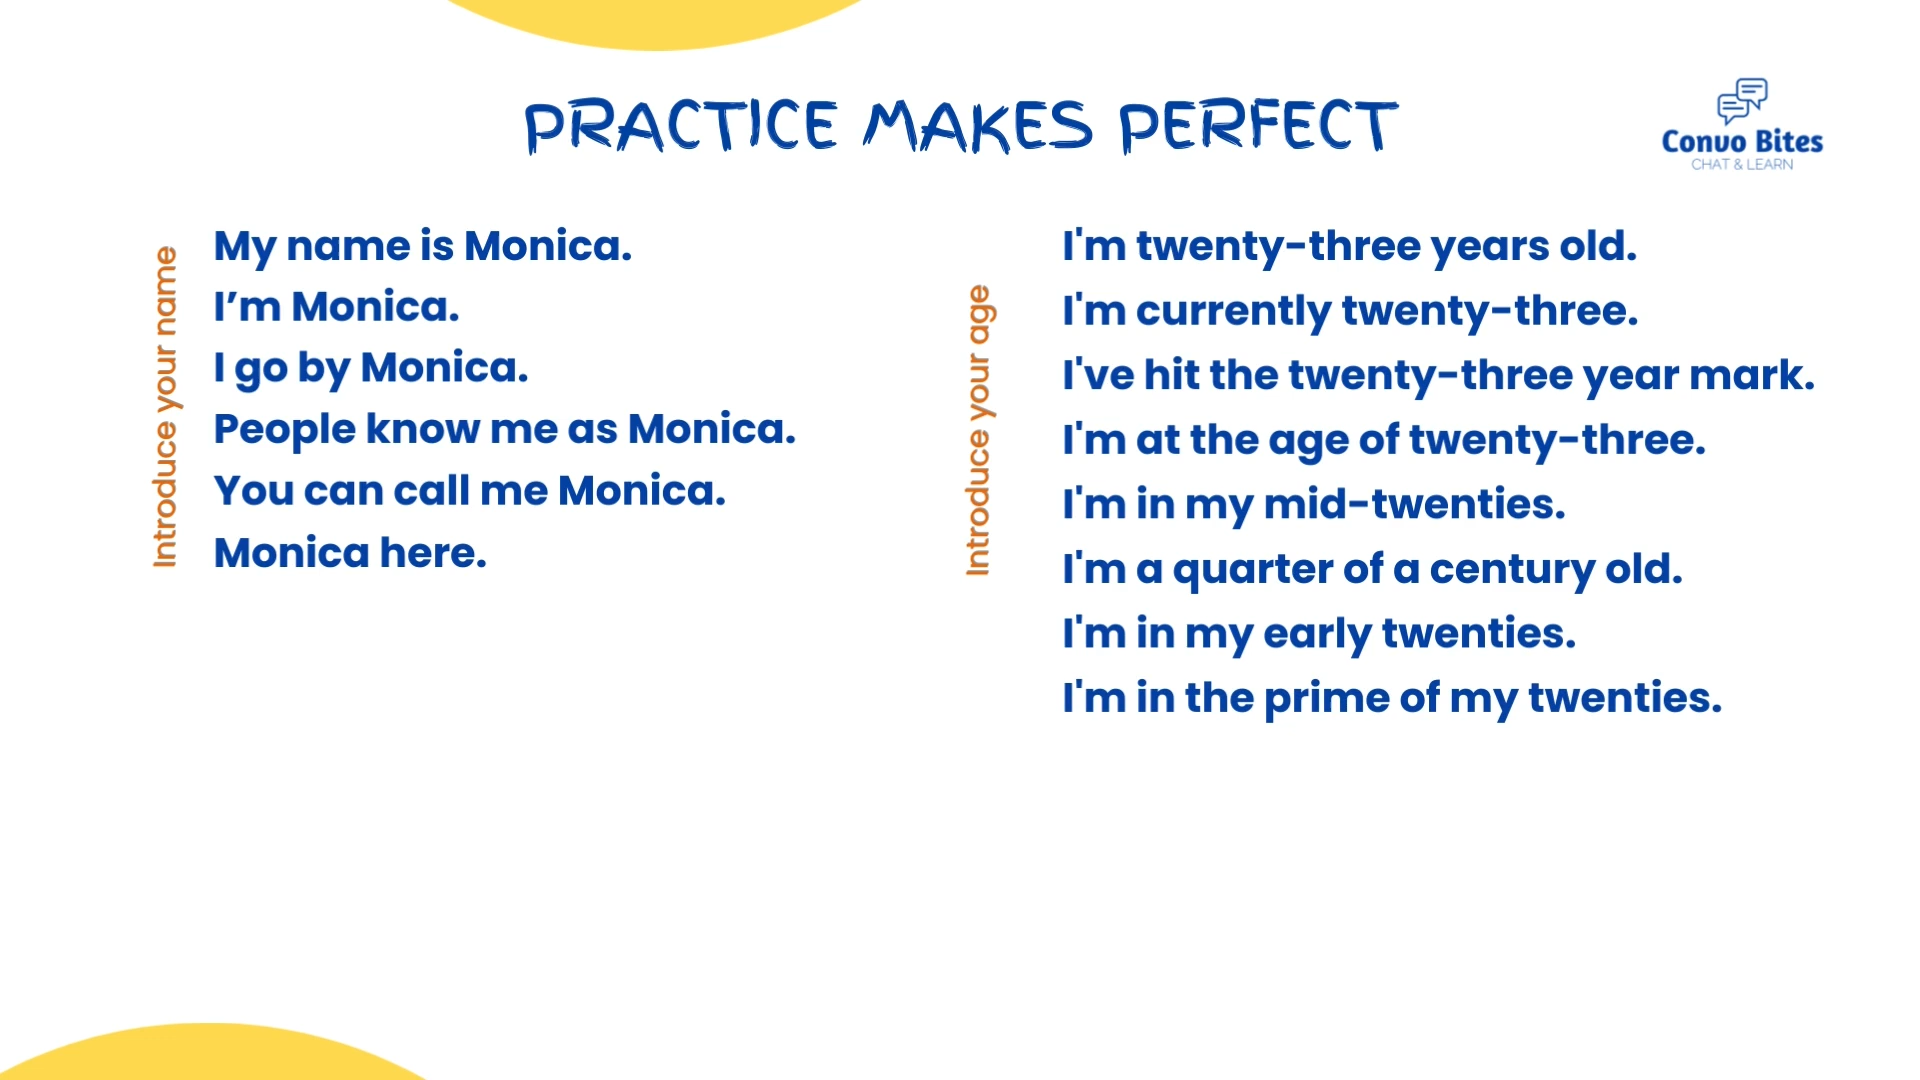 PRACTICE MAKES PERFECT
Convo Bites
CHAT & LEARN
Introduce your name
My name is Monica.
I’m Monica.
I go by Monica.
People know me as Monica.
You can call me Monica.
Monica here.
Introduce your age
I'm twenty-three years old.
I'm currently twenty-three.
I've hit the twenty-three year mark.
I'm at the age of twenty-three.
I'm in my mid-twenties.
I'm a quarter of a century old.
I'm in my early twenties.
I'm in the prime of my twenties.